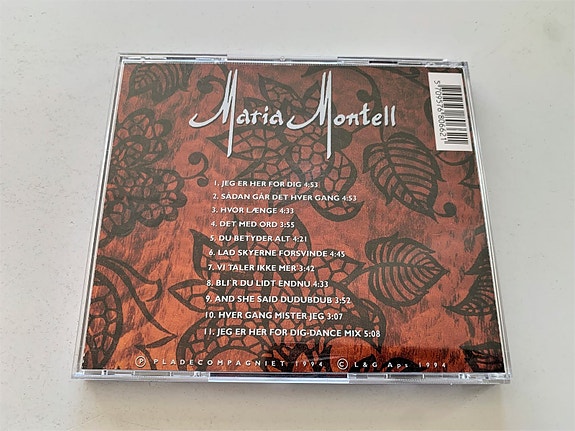 Maria Montell
5709576806621
1. JEG ER HER FOR DIG 4:53
2. SÅDAN GÅR DET HVER GANG 4:53
3. HVOR LÆNGE 4:33
4. DET MED ORD 3:55
5. DU BETYDER ALT 4:21
6. LAD SKYERNE FORSVINDE 4:45
7. VI TALER IKKE MER 3:42
8. BLI'R DU LIDT ENDNU 4:33
9. AND SHE SAID DUDUBDUB 3:52
10. HVER GANG MISTER JEG 3:07
11. JEG ER HER FOR DIG-DANCE MIX 5:08
Ⓟ PLADECOMPAGNIET 1994 © L&G Aps 1994